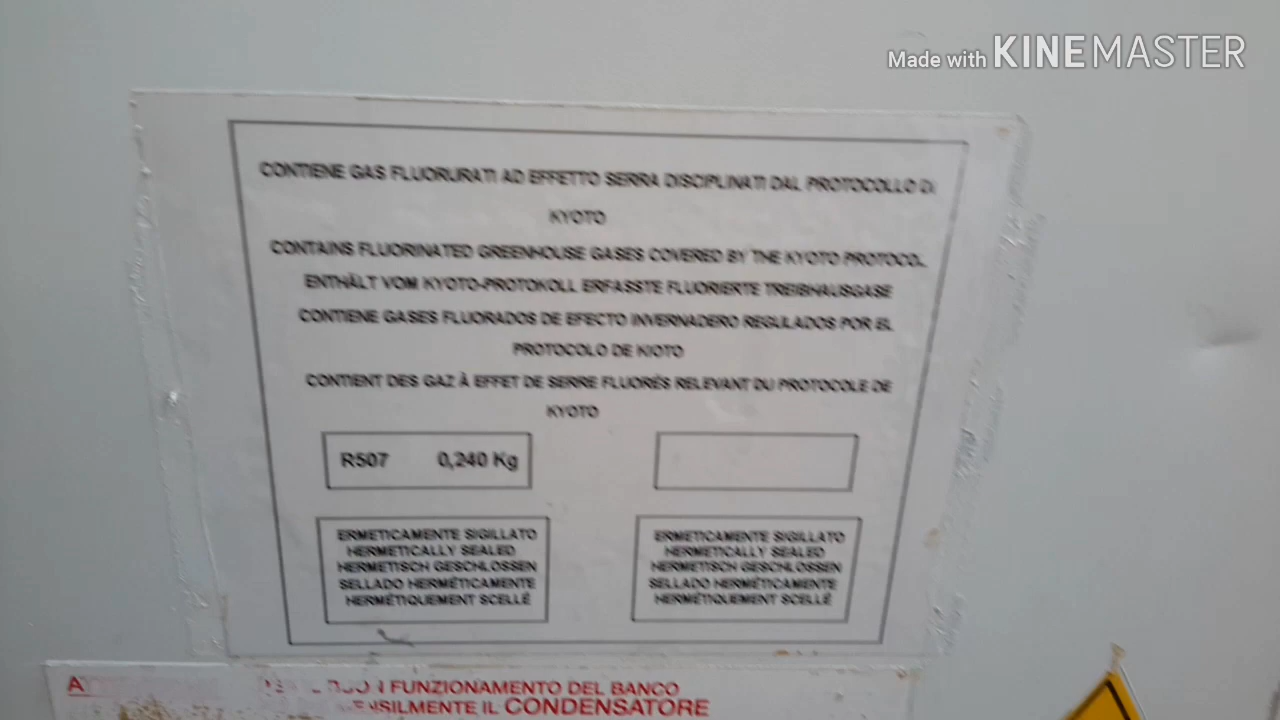 Made with KINEMASTER
CONTIENE GAS FLUORURATI AD EFFETTO SERRA DISCIPLINATI DAL PROTOCOLLO DI
KYOTO
CONTAINS FLUORINATED GREENHOUSE GASES COVERED BY THE KYOTO PROTOCOL
ENTHÄLT VOM KYOTO-PROTOKOLL ERFASSTE FLUORIERTE TREIBHAUSGASE
CONTIENE GASES FLUORADOS DE EFECTO INVERNADERO REGULADOS POR EL
PROTOCOLO DE KIOTO
CONTIENT DES GAZ À EFFET DE SERRE FLUORÉS RELEVANT DU PROTOCOLE DE
KYOTO
R507 0,240 Kg
ERMETICAMENTE SIGILLATO
HERMETICALLY SEALED
HERMETISCH GESCHLOSSEN
SELLADO HERMÉTICAMENTE
HERMÉTIQUEMENT SCELLÉ
ERMETICAMENTE SIGILLATO
HERMETICALLY SEALED
HERMETISCH GESCHLOSSEN
SELLADO HERMÉTICAMENTE
HERMÉTIQUEMENT SCELLÉ
FUNZIONAMENTO DEL BANCO
IL CONDENSATORE